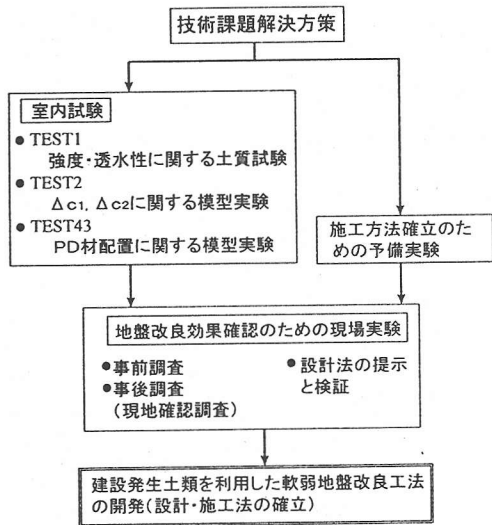 技術課題解決方策
室内試験
● TEST1
強度・透水性に関する土質試験
● TEST2
Δc1, Δc2に関する模型実験
● TEST43
PD材配置に関する模型実験
施工方法確立のた
めの予備実験
地盤改良効果確認のための現場実験
●事前調査
●事後調査
(現地確認調査)
●設計法の提示
と検証
建設発生土類を利用した軟弱地盤改良工法
の開発(設計・施工法の確立)